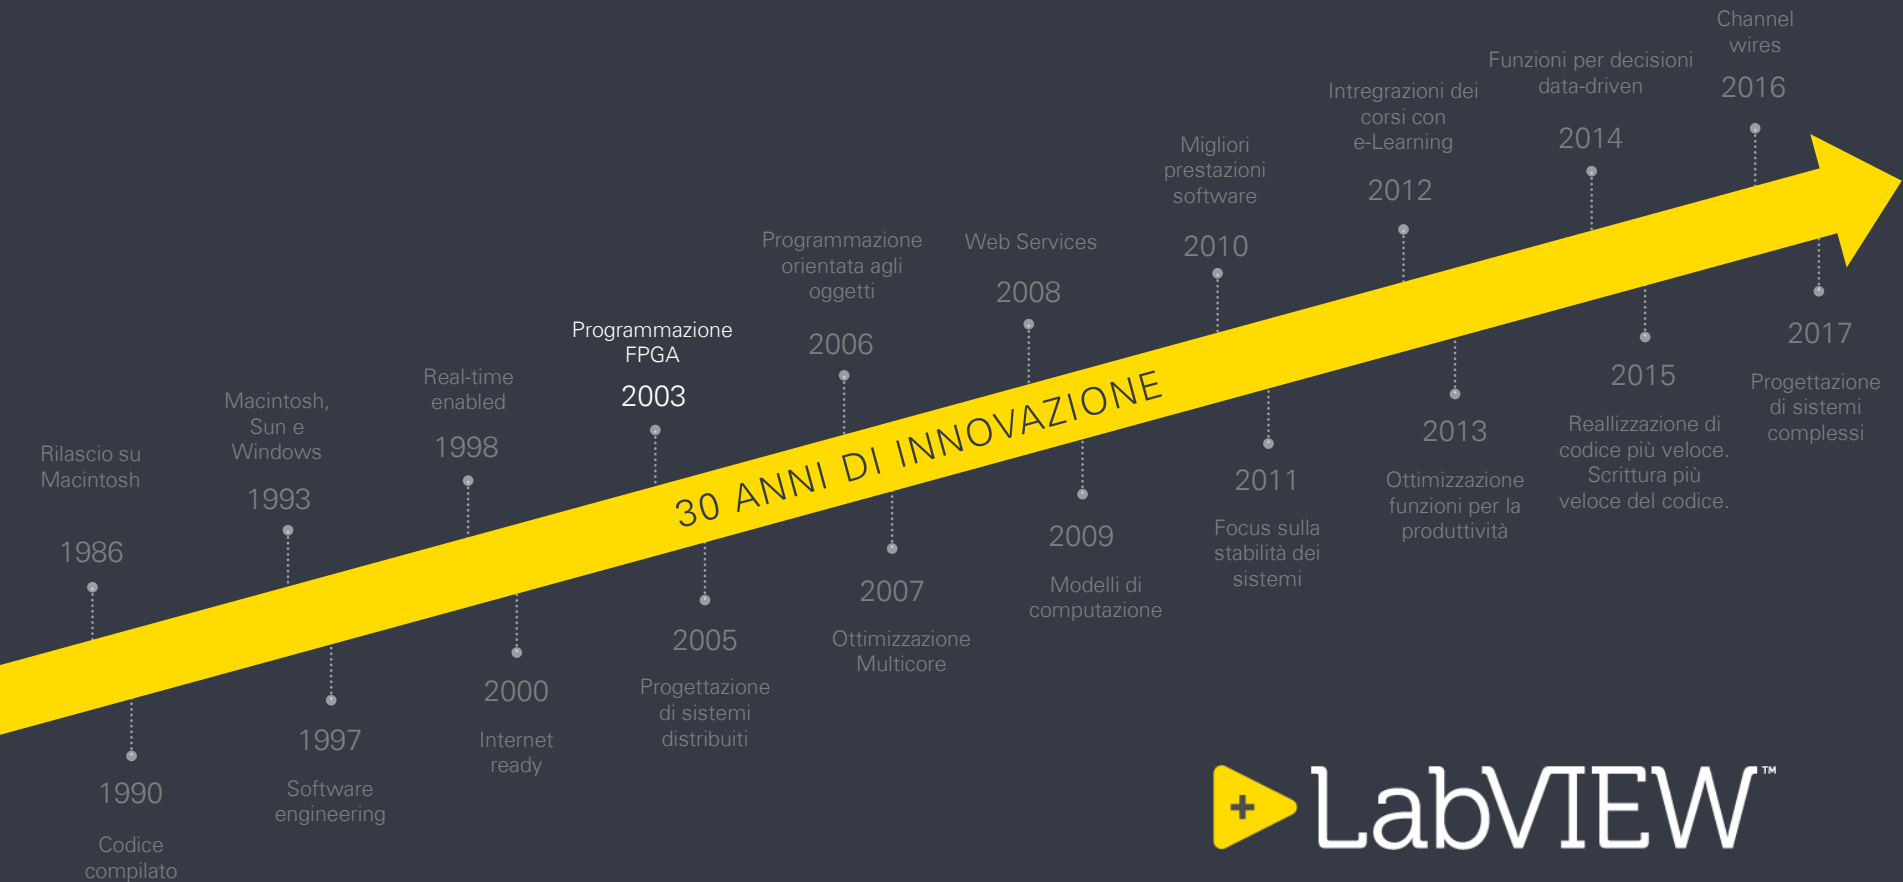 Rilascio su
Macintosh
1986
1990
Codice
compilato
Macintosh,
Sun e
Windows
1993
1997
Software
engineering
Real-time
enabled
1998
2000
Internet
ready
Programmazione
FPGA
2003
2005
Progettazione
di sistemi
distribuiti
Programmazione
orientata agli
oggetti
2006
2007
Ottimizzazione
Multicore
Web Services
2008
2009
Modelli di
computazione
Migliori
prestazioni
software
2010
2011
Focus sulla
stabilità dei
sistemi
Intregrazioni dei
corsi con
e-Learning
2012
2013
Ottimizzazione
funzioni per la
produttività
Funzioni per decisioni
data-driven
2014
2015
Reallizzazione di
codice più veloce.
Scrittura più
veloce del codice.
Channel
wires
2016
2017
Progettazione
di sistemi
complessi
30 ANNI DI INNOVAZIONE
LabVIEW™